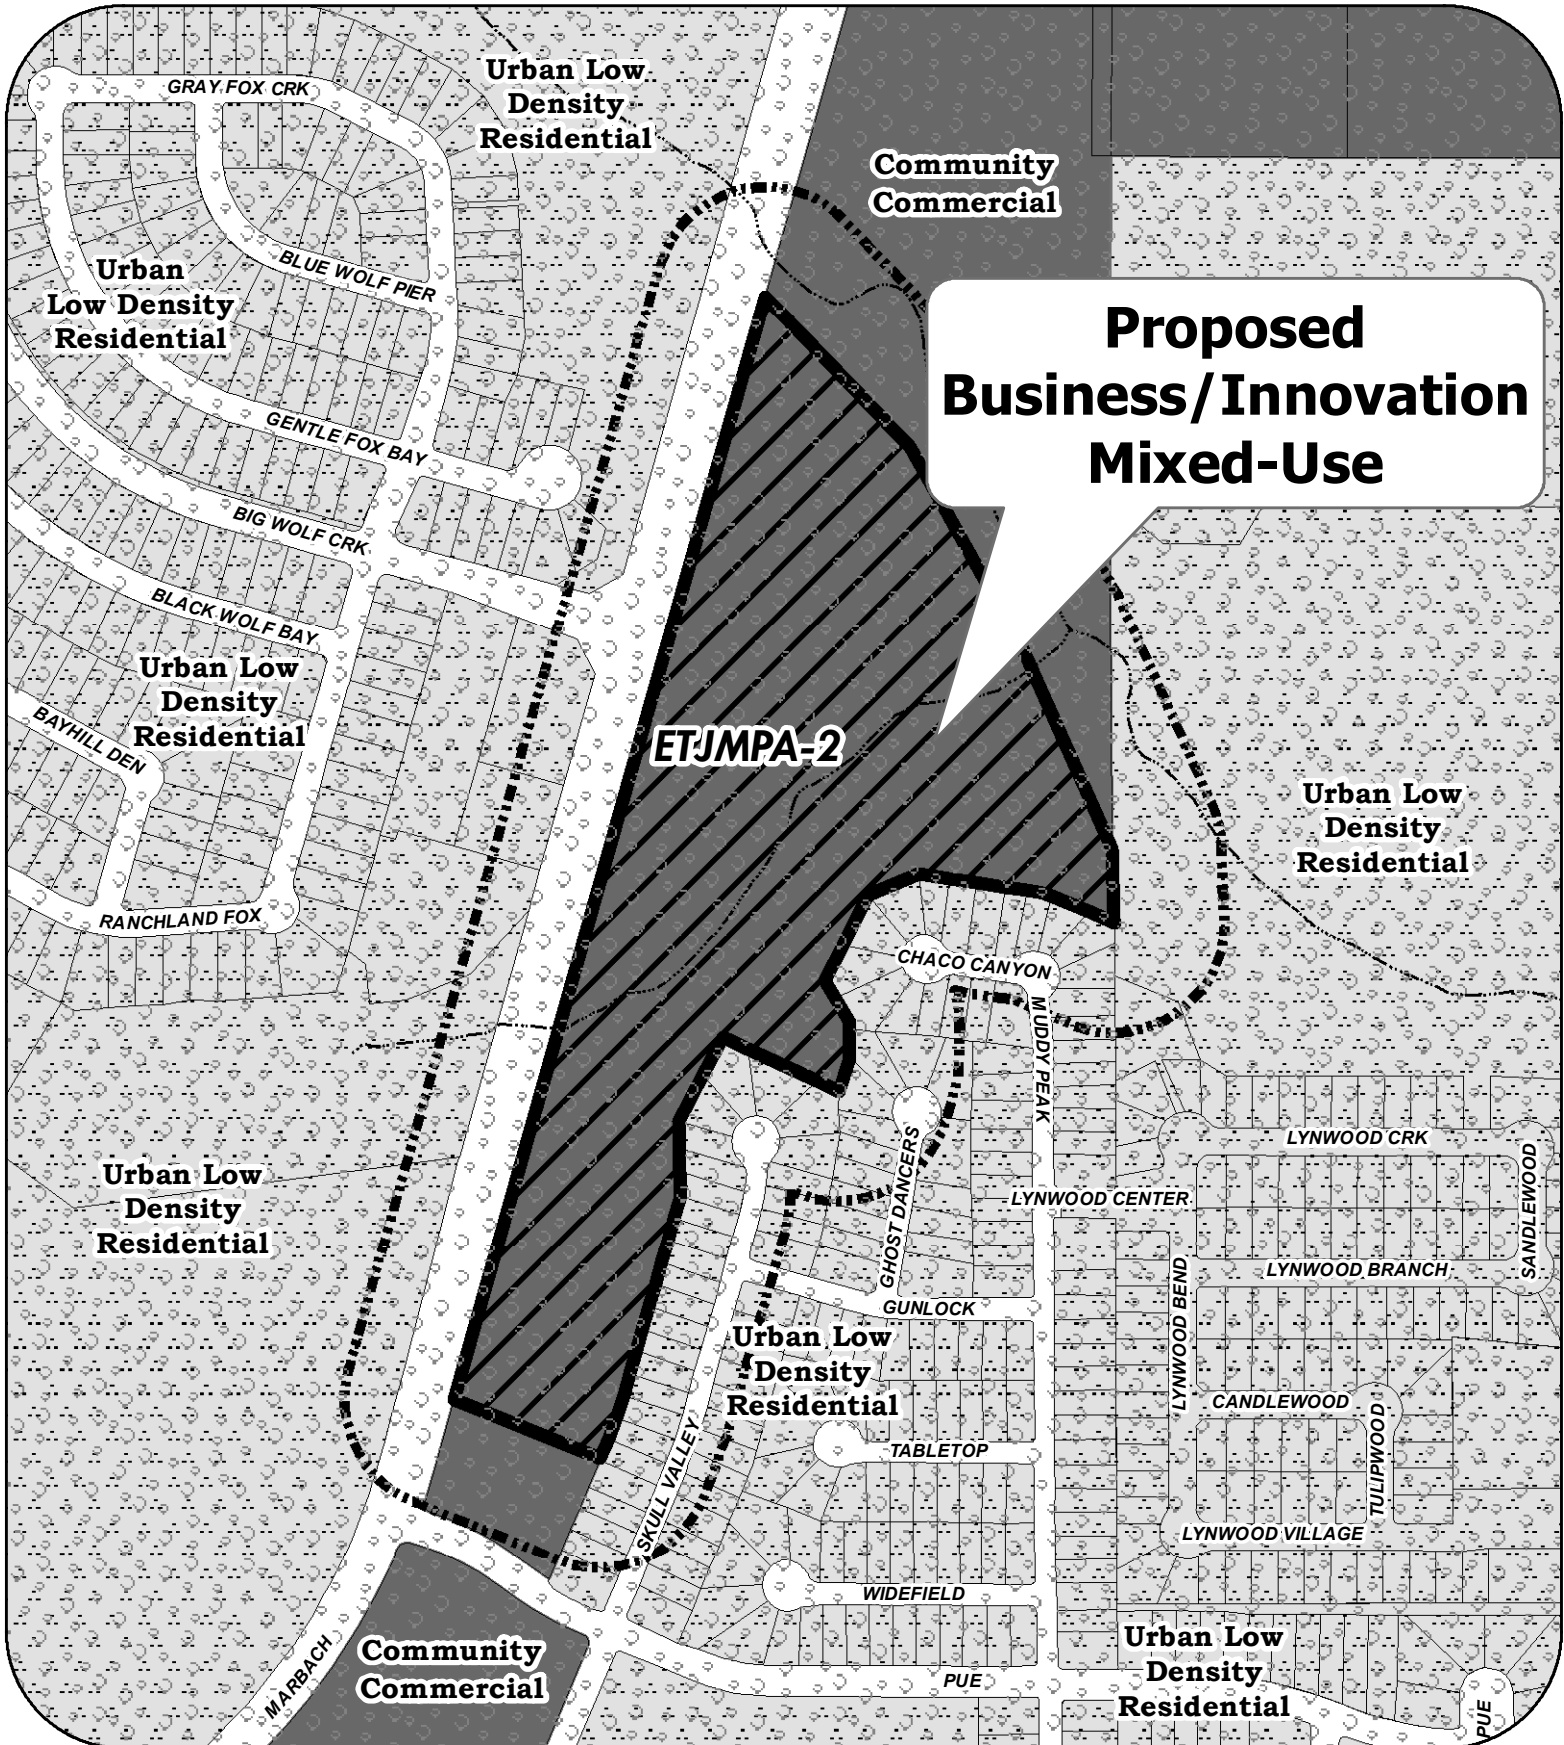 GRAY FOX CRK
Urban Low
Density
Residential
Community
Commercial
BLUE WOLF PIER
Urban
Low Density
Residential
Proposed
Business/Innovation
Mixed-Use
GENTLE FOX BAY
BIG WOLF CRK
BLACK WOLF BAY
Urban Low
Density
Residential
BAYHILL DEN
ETJMPA-2
Urban Low
Density
Residential
RANCHLAND FOX
CHACO CANYON
MUDDY PEAK
LYNWOOD CRK
SANDLEWOOD
Urban Low
Density
Residential
GHOST DANCERS
LYNWOOD CENTER
LYNWOOD BRANCH
LYNWOOD BEND
GUNLOCK
Urban Low
Density
Residential
CANDLEWOOD
TULIPWOOD
SKULL VALLEY
TABLETOP
LYNWOOD VILLAGE
WIDEFIELD
MARBACH
Community
Commercial
PUE
Urban Low
Density
Residential
PUE